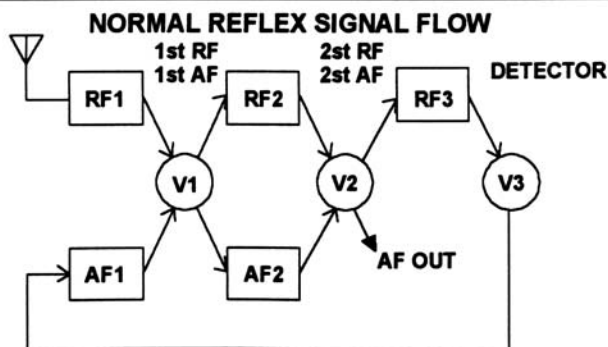 NORMAL REFLEX SIGNAL FLOW
1st RF
1st AF
2st RF
2st AF
DETECTOR
RF1
RF2
RF3
V1
V2
V3
AF1
AF2
AF OUT